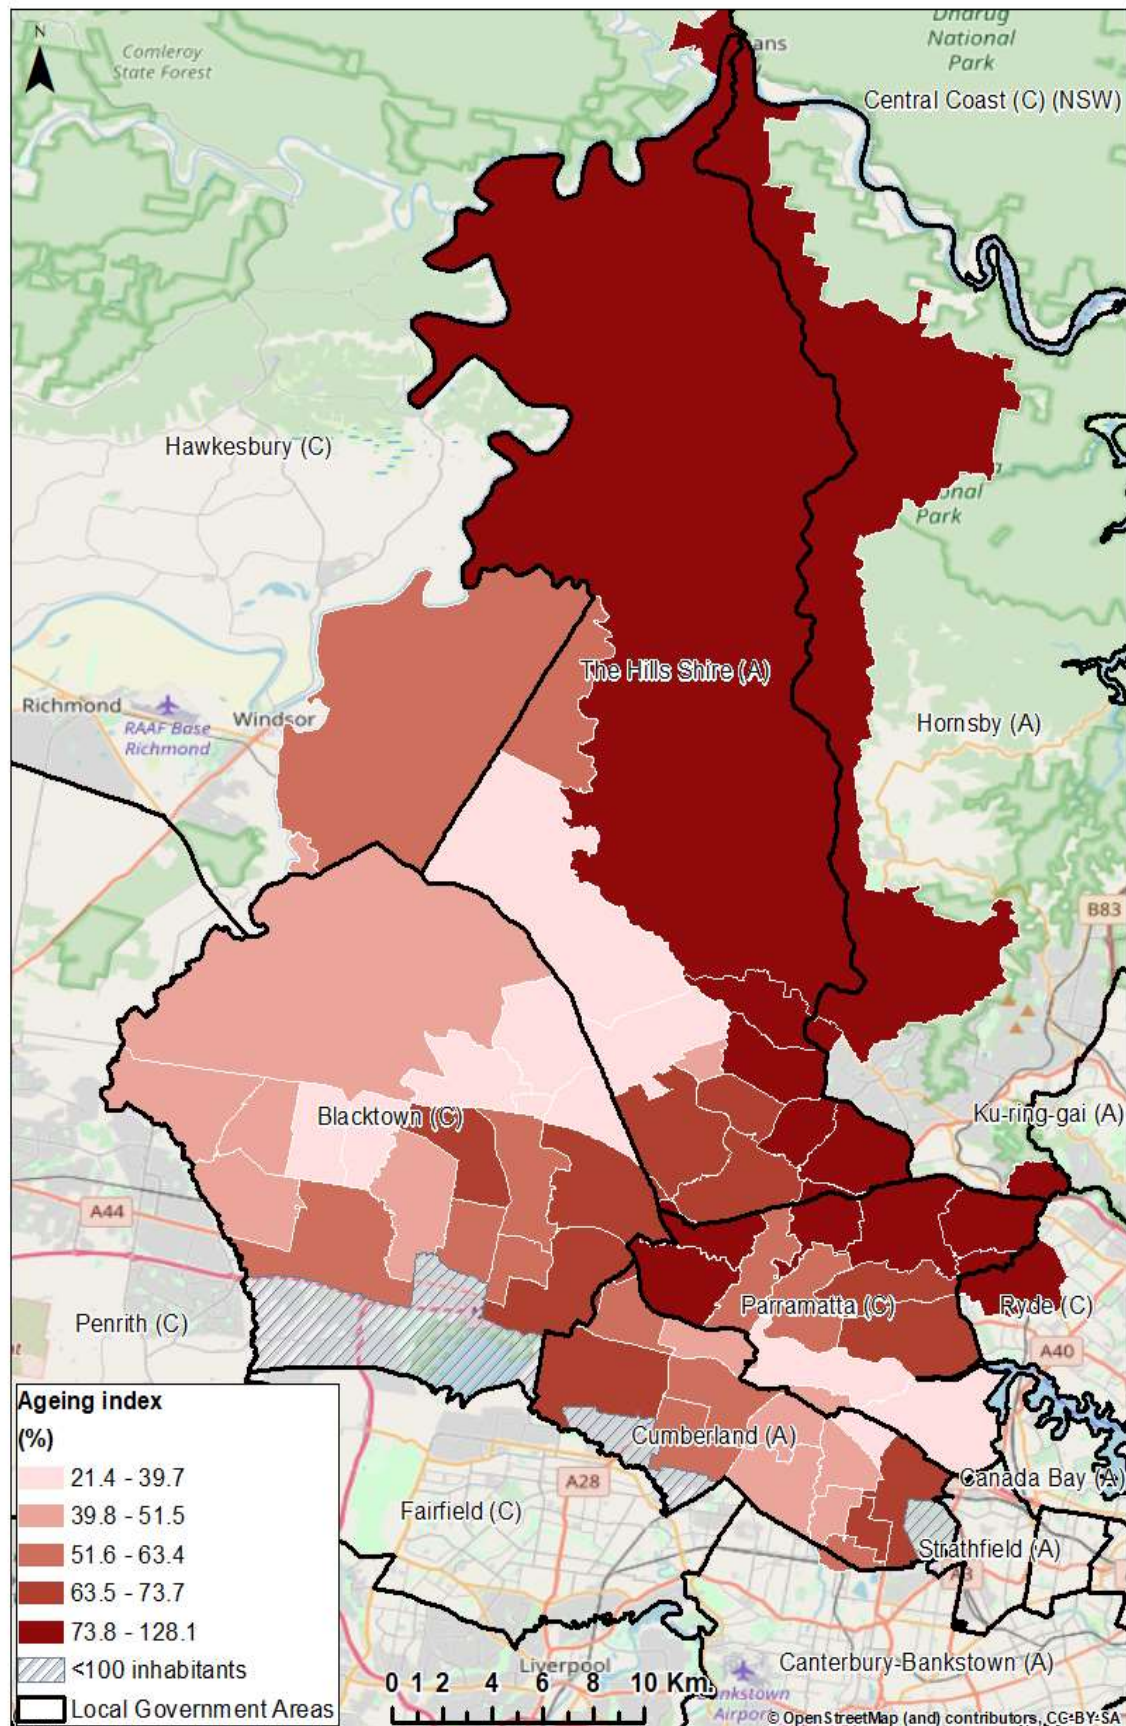 N
Comleroy
State Forest
Dharug
National
Park
ans
Central Coast (C) (NSW)
Hawkesbury (C)
onal
Park
The Hills Shire (A)
Richmond
RAAF Base
Richmond
Windsor
Hornsby (A)
B83
Blacktown (C)
Ku-ring-gai (A)
A44
Penrith (C)
Parramatta (C)
Ryde (C)
A40
Cumberland (A)
Canada Bay (A)
A28
Fairfield (C)
Strathfield (A)
A3
Liverpool
Canterbury-Bankstown (A)
nkstown
Airport
Ageing index
(%)
21.4 - 39.7
39.8 - 51.5
51.6 - 63.4
63.5 - 73.7
73.8 - 128.1
<100 inhabitants
Local Government Areas
0 1 2 4 6 8 10 Km.
© OpenStreetMap (and) contributors, CC-BY-SA